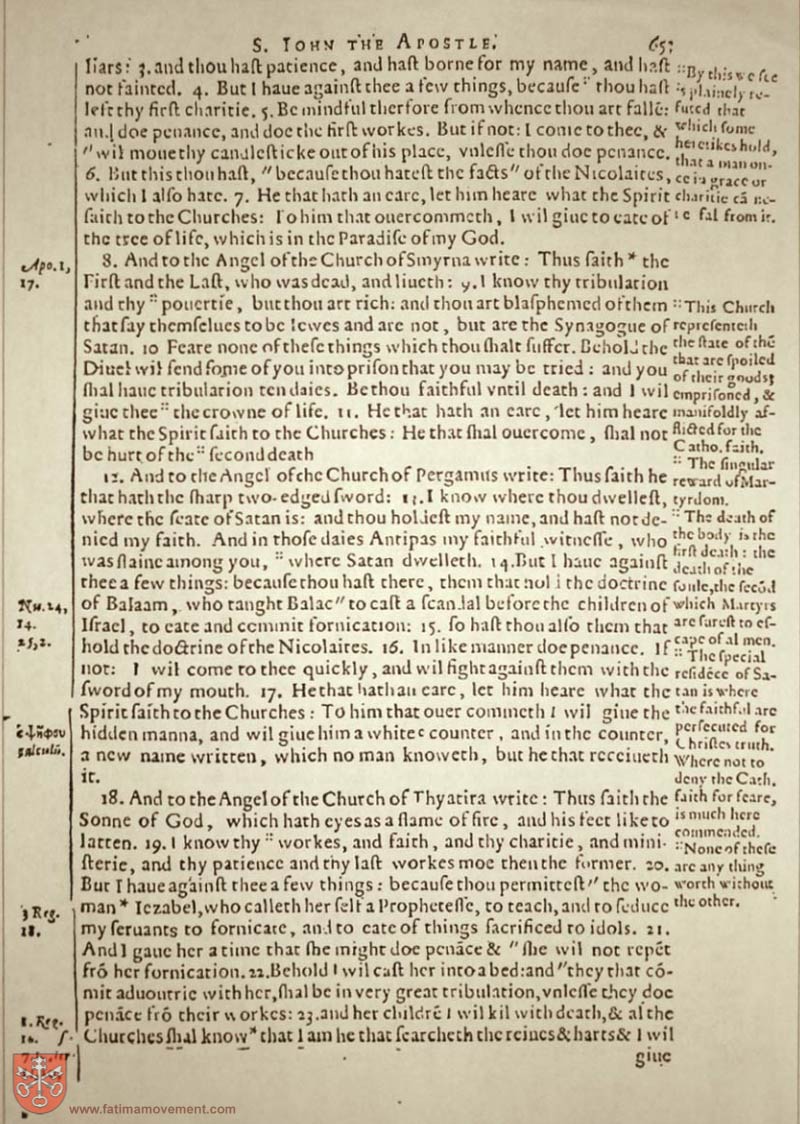 S. IOHN THE APOSTLE.
657
liars: 3. and thou haſt patience, and haſt borne for my name, and haſt
not fainted. 4. But I haue againſt thee a few things, becauſe :: thou haſt
left thy firſt charitie. 5. Be mindful therfore from whence thou art fallē:
and doe penance, and doe the firſt workes. But if not: I come to thee, &
"wil moue thy candleſticke out of his place, vnleſſe thou doe penance.
6. But this thou haſt, "becauſe thou hateſt the facts" of the Nicolaites,
which I alſo hate. 7. He that hath an eare, let him heare what the Spirit
ſaith to the Churches: To him that ouercommeth, I wil giue to eate of
the tree of life, which is in the Paradiſe of my God.
8. And to the Angel of the Church of Smyrna write: Thus ſaith * the
Firſt and the Laſt, who was dead, and liueth: 9. I know thy tribulation
and thy :: pouertie, but thou art rich: and thou art blaſphemed of them
that ſay themſelues to be Iewes and are not, but are the Synagogue of
Satan. 10 Feare none of theſe things which thou ſhalt ſuffer. Behold the
Diuel wil ſend ſome of you into priſon that you may be tried: and you
ſhal haue tribulation ten daies. Be thou faithful vntil death: and I wil
giue thee :: the crowne of life. 11. He that hath an eare, let him heare
what the Spirit ſaith to the Churches: He that ſhal ouercome, ſhal not
be hurt of the :: ſecond death
12. And to the Angel of the Church of Pergamus write: Thus ſaith he
that hath the ſharp two-edged ſword: 13. I know where thou dwelleſt,
where the ſeate of Satan is: and thou holdeſt my name, and haſt not de-
nied my faith. And in thoſe daies Antipas my faithful witneſſe, who
was ſlaine among you, :: where Satan dwelleth. 14. But I haue againſt
thee a few things: becauſe thou haſt there, them that hold the doctrine
of Balaam, who taught Balac" to caſt a ſcandal before the children of
Iſrael, to eate and commit fornication: 15. ſo haſt thou alſo them that
hold the doctrine of the Nicolaites. 16. In like manner doe penance. If
not: I wil come to thee quickly, and wil fight againſt them with the
ſword of my mouth. 17. He that hath an eare, let him heare what the
Spirit ſaith to the Churches: To him that ouer commeth I wil giue the
hidden manna, and wil giue him a white c counter, and in the counter,
a new name written, which no man knoweth, but he that receiueth
it.
18. And to the Angel of the Church of Thyatira write: Thus ſaith the
Sonne of God, which hath eyes as a flame of fire, and his feet like to
latten. 19. I know thy :: workes, and faith, and thy charitie, and mini-
ſterie, and thy patience and thy laſt workes moe then the former. 20.
But I haue againſt thee a few things: becauſe thou permitteſt" the wo-
man * Iezabel, who calleth her ſelf a Propheteſſe, to teach, and to ſeduce
my ſeruants to fornicate, and to eate of things ſacrificed to idols. 21.
And I gaue her a time that ſhe might doe penāce & "ſhe wil not repēt
frō her fornication. 22. Behold I wil caſt her into a bed: and "they that cō-
mit aduoutrie with her, ſhal be in very great tribulation, vnleſſe they doe
penāce frō their workes: 23. and her childrē I wil kil with death, & al the
Churches ſhal know * that I am he that ſearcheth the reines & harts & I wil
giue
:: By this we ſee
is plainely re-
futed that
which ſome
heretikes hold,
that a man on-
ce in grace or
charitie cā ne-
fal from it.
:: This Church
repreſenteth
the ſtate of thē
that are ſpoiled
of their goods,
empriſoned, &
manifoldly af-
flicted for the
Catho. faith.
:: The ſingular
reward of Mar-
tyrdom.
:: The death of
the body is the
firſt death: the
death of the
ſoule, the ſecōd
which Martyrs
are ſureſt to eſ-
cape of al men.
:: The ſpecial
reſidēce of Sa-
tan is where
the faithful are
perſecuted for
Chriſtes truth.
Where not to
deny the Cath.
faith for feare,
is much here
commended.
:: None of theſe
are any thing
worth without
the other.
Apo. 1,
17.
Nu. 24,
14.
25, 2.
c ψῆφον
calculū.
3 Reg.
18.
1. Reg.
16.
www.fatimamovement.com